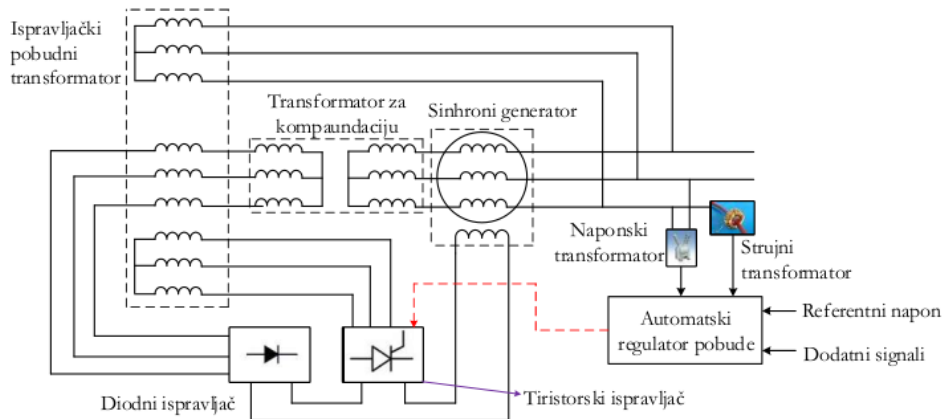 Ispravljački
pobudni
transformator
Transformator za
kompaundaciju
Sinhroni generator
Naponski
transformator
Strujni
transformator
Automatski
regulator pobude
Referentni napon
Dodatni signali
Diodni ispravljač
Tiristorski ispravljač